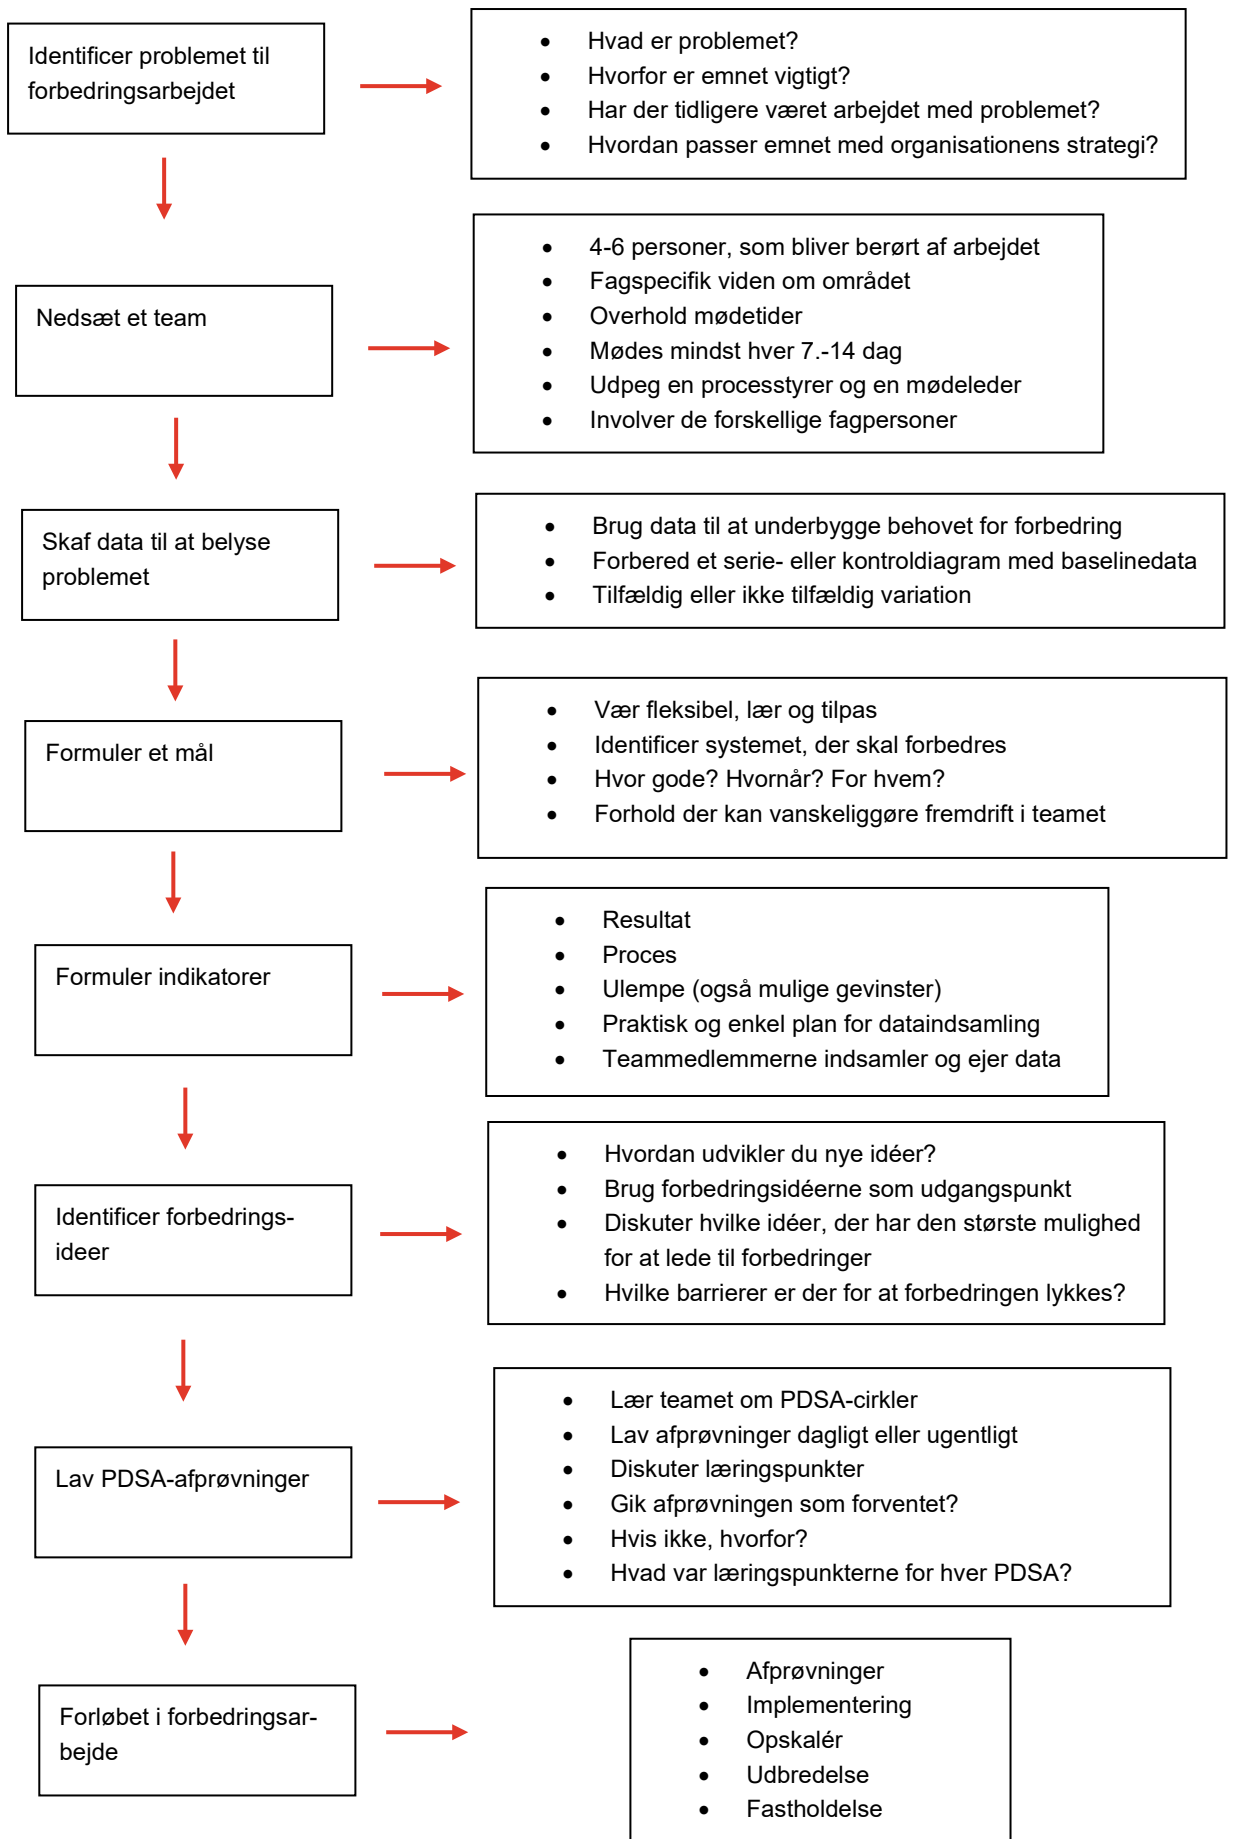 Identificer problemet til
forbedringsarbejdet
• Hvad er problemet?
• Hvorfor er emnet vigtigt?
• Har der tidligere været arbejdet med problemet?
• Hvordan passer emnet med organisationens strategi?
Nedsæt et team
• 4-6 personer, som bliver berørt af arbejdet
• Fagspecifik viden om området
• Overhold mødetider
• Mødes mindst hver 7.-14 dag
• Udpeg en processtyrer og en mødeleder
• Involver de forskellige fagpersoner
Skaf data til at belyse
problemet
• Brug data til at underbygge behovet for forbedring
• Forbered et serie- eller kontroldiagram med baselinedata
• Tilfældig eller ikke tilfældig variation
Formuler et mål
• Vær fleksibel, lær og tilpas
• Identificer systemet, der skal forbedres
• Hvor gode? Hvornår? For hvem?
• Forhold der kan vanskeliggøre fremdrift i teamet
Formuler indikatorer
• Resultat
• Proces
• Ulempe (også mulige gevinster)
• Praktisk og enkel plan for dataindsamling
• Teammedlemmerne indsamler og ejer data
Identificer forbedrings-
ideer
• Hvordan udvikler du nye idéer?
• Brug forbedringsidéerne som udgangspunkt
• Diskuter hvilke idéer, der har den største mulighed
for at lede til forbedringer
• Hvilke barrierer er der for at forbedringen lykkes?
Lav PDSA-afprøvninger
• Lær teamet om PDSA-cirkler
• Lav afprøvninger dagligt eller ugentligt
• Diskuter læringspunkter
• Gik afprøvningen som forventet?
• Hvis ikke, hvorfor?
• Hvad var læringspunkterne for hver PDSA?
Forløbet i forbedringsar-
bejde
• Afprøvninger
• Implementering
• Opskalér
• Udbredelse
• Fastholdelse